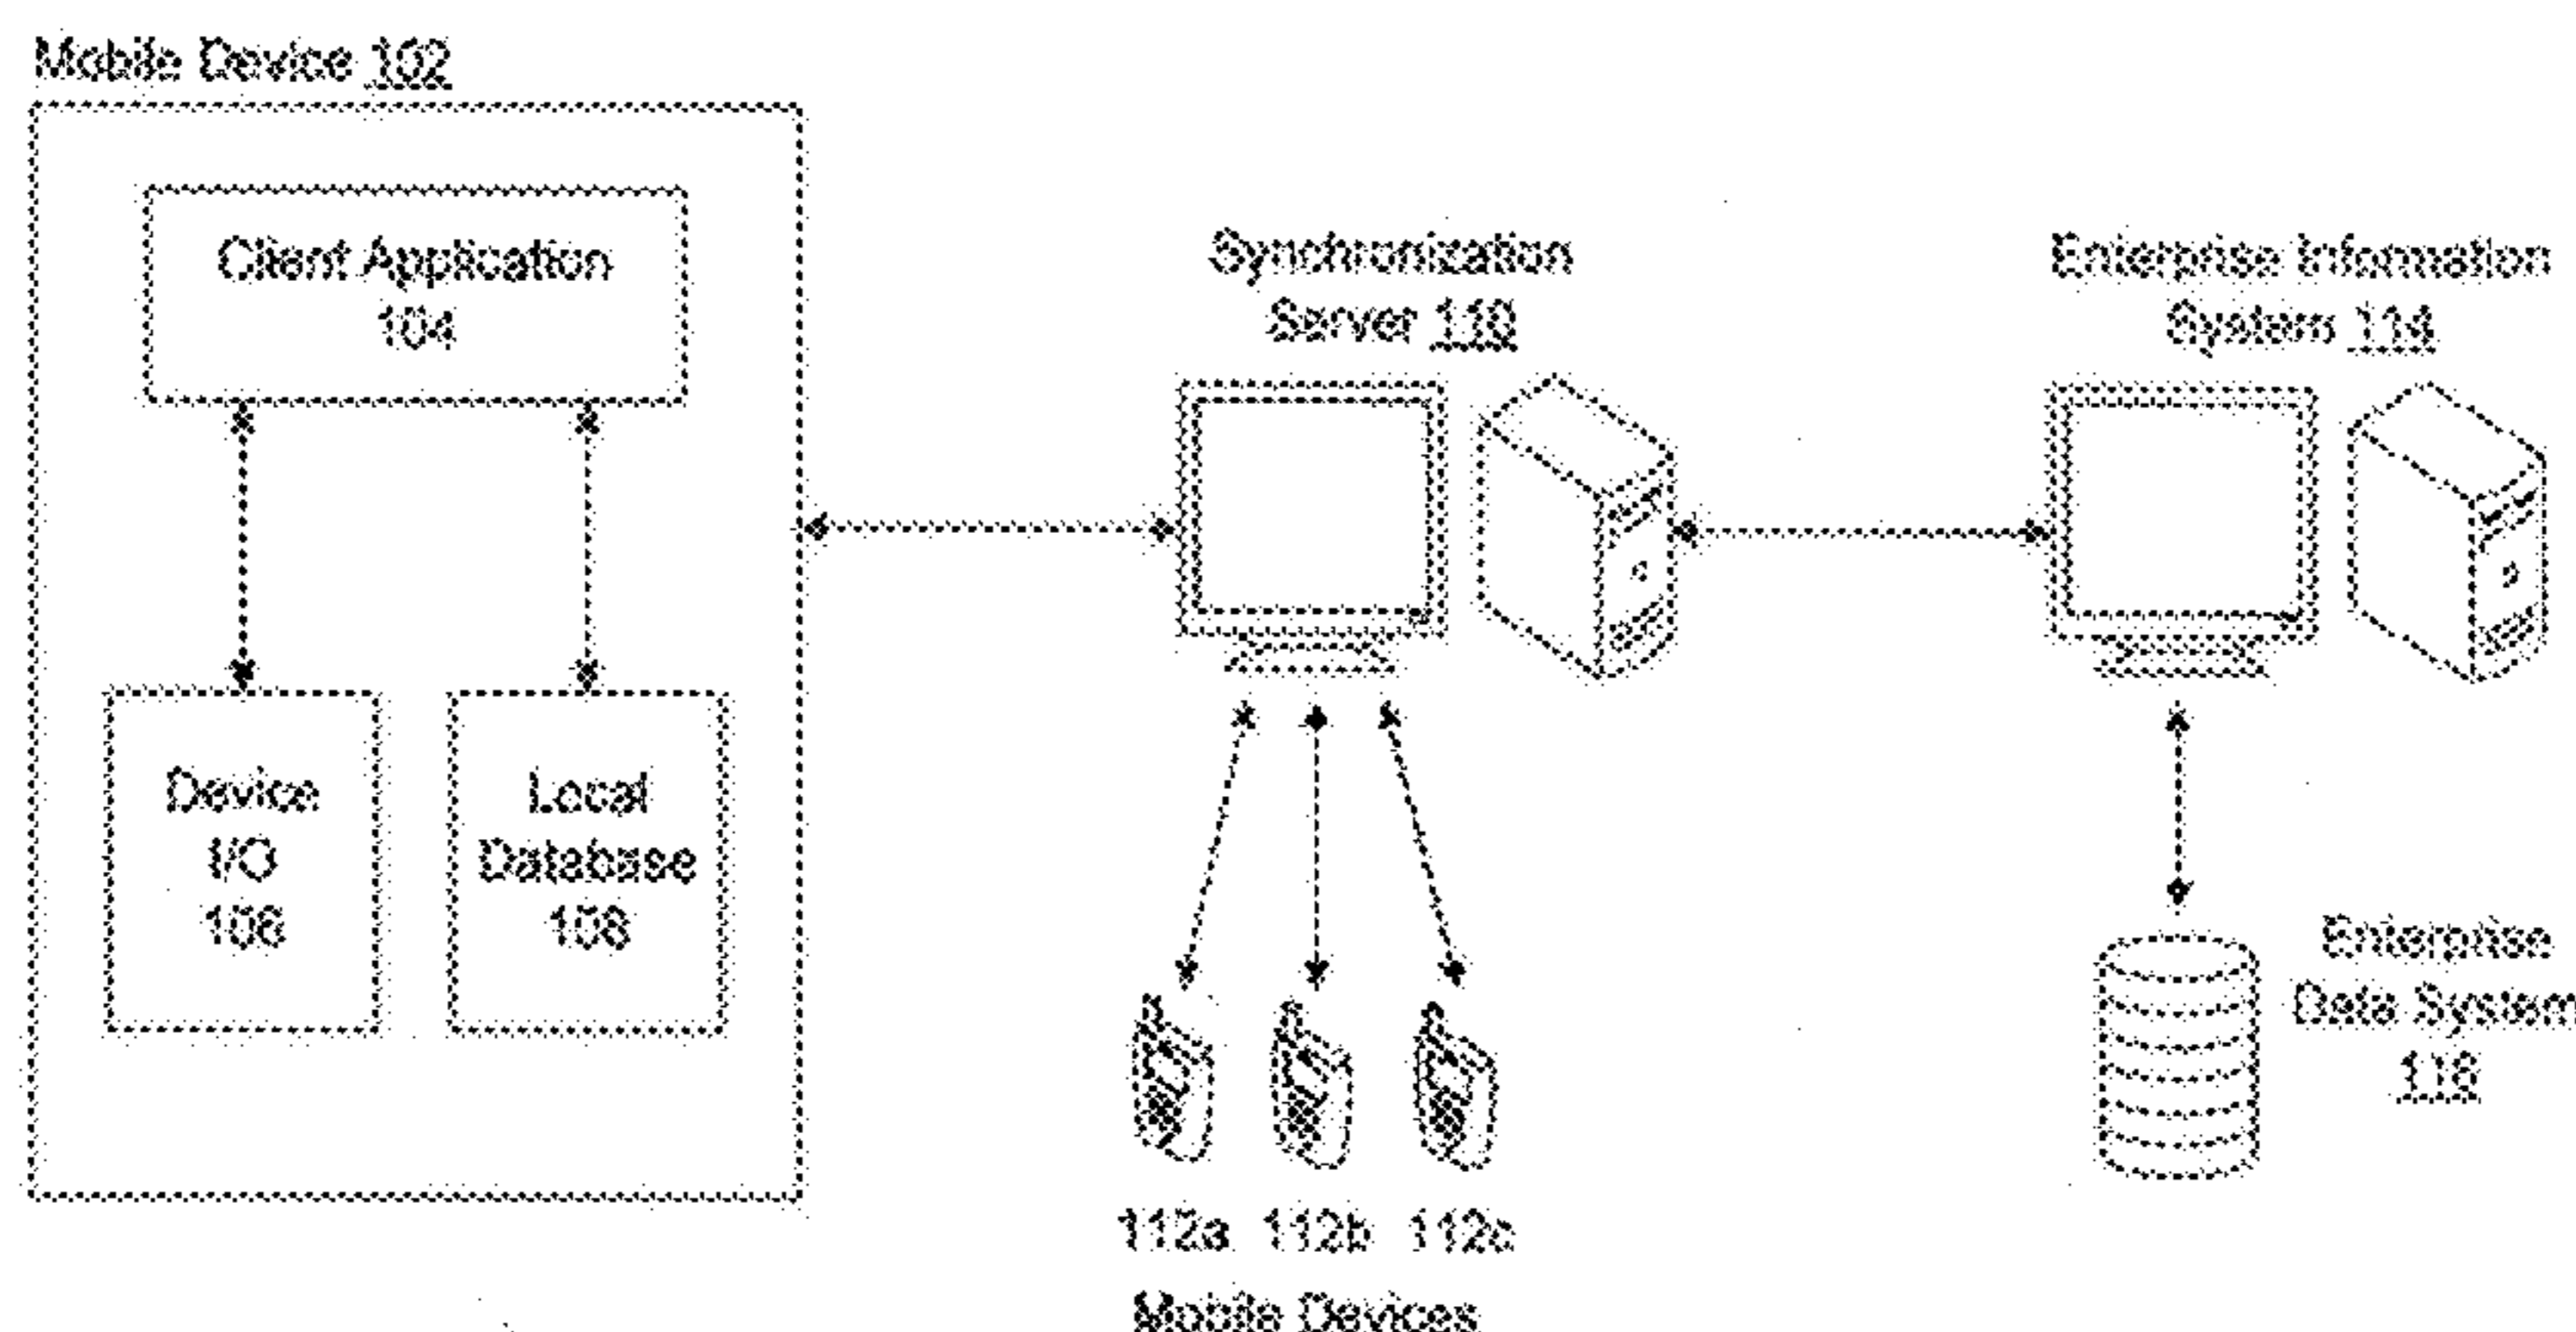 Mobile Device 102
Client Application
104
Device
I/O
106
Local
Database
108
Synchronization
Server 110
112a 112b 112c
Mobile Devices
Enterprise Information
System 114
Enterprise
Data System
116